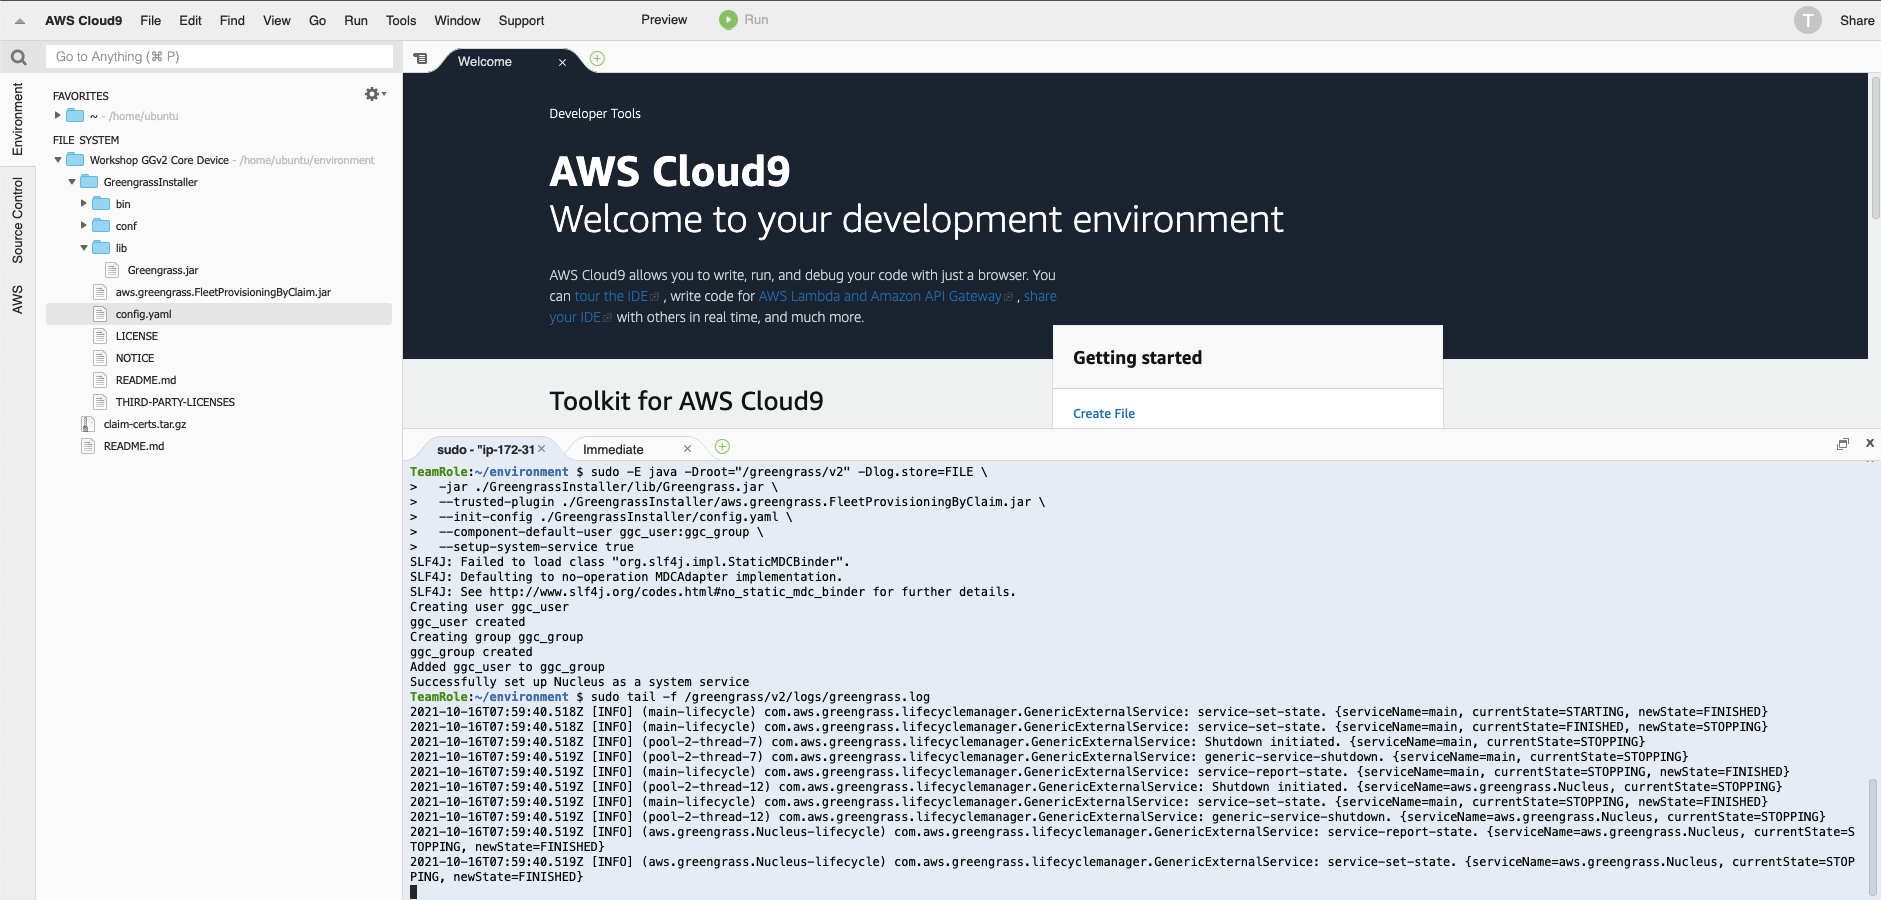 AWS Cloud9 File Edit Find View Go Run Tools Window Support Preview Run T Share
Go to Anything (⌘ P)
Environment
Source Control
AWS
FAVORITES
~ - /home/ubuntu
FILE SYSTEM
Workshop GGv2 Core Device - /home/ubuntu/environment
GreengrassInstaller
bin
conf
lib
Greengrass.jar
aws.greengrass.FleetProvisioningByClaim.jar
config.yaml
LICENSE
NOTICE
README.md
THIRD-PARTY-LICENSES
claim-certs.tar.gz
README.md
Welcome
Developer Tools
AWS Cloud9
Welcome to your development environment
AWS Cloud9 allows you to write, run, and debug your code with just a browser. You
can tour the IDE , write code for AWS Lambda and Amazon API Gateway , share
your IDE with others in real time, and much more.
Getting started
Create File
Toolkit for AWS Cloud9
sudo - "ip-172-31 Immediate
TeamRole:~/environment $ sudo -E java -Droot="/greengrass/v2" -Dlog.store=FILE \
>   -jar ./GreengrassInstaller/lib/Greengrass.jar \
>   --trusted-plugin ./GreengrassInstaller/aws.greengrass.FleetProvisioningByClaim.jar \
>   --init-config ./GreengrassInstaller/config.yaml \
>   --component-default-user ggc_user:ggc_group \
>   --setup-system-service true
SLF4J: Failed to load class "org.slf4j.impl.StaticMDCBinder".
SLF4J: Defaulting to no-operation MDCAdapter implementation.
SLF4J: See http://www.slf4j.org/codes.html#no_static_mdc_binder for further details.
Creating user ggc_user
ggc_user created
Creating group ggc_group
ggc_group created
Added ggc_user to ggc_group
Successfully set up Nucleus as a system service
TeamRole:~/environment $ sudo tail -f /greengrass/v2/logs/greengrass.log
2021-10-16T07:59:40.518Z [INFO] (main-lifecycle) com.aws.greengrass.lifecyclemanager.GenericExternalService: service-set-state. {serviceName=main, currentState=STARTING, newState=FINISHED}
2021-10-16T07:59:40.518Z [INFO] (main-lifecycle) com.aws.greengrass.lifecyclemanager.GenericExternalService: service-set-state. {serviceName=main, currentState=FINISHED, newState=STOPPING}
2021-10-16T07:59:40.518Z [INFO] (pool-2-thread-7) com.aws.greengrass.lifecyclemanager.GenericExternalService: Shutdown initiated. {serviceName=main, currentState=STOPPING}
2021-10-16T07:59:40.519Z [INFO] (pool-2-thread-7) com.aws.greengrass.lifecyclemanager.GenericExternalService: generic-service-shutdown. {serviceName=main, currentState=STOPPING}
2021-10-16T07:59:40.519Z [INFO] (main-lifecycle) com.aws.greengrass.lifecyclemanager.GenericExternalService: service-report-state. {serviceName=main, currentState=STOPPING, newState=FINISHED}
2021-10-16T07:59:40.519Z [INFO] (pool-2-thread-12) com.aws.greengrass.lifecyclemanager.GenericExternalService: Shutdown initiated. {serviceName=aws.greengrass.Nucleus, currentState=STOPPING}
2021-10-16T07:59:40.519Z [INFO] (main-lifecycle) com.aws.greengrass.lifecyclemanager.GenericExternalService: service-set-state. {serviceName=main, currentState=STOPPING, newState=FINISHED}
2021-10-16T07:59:40.519Z [INFO] (pool-2-thread-12) com.aws.greengrass.lifecyclemanager.GenericExternalService: generic-service-shutdown. {serviceName=aws.greengrass.Nucleus, currentState=STOPPING}
2021-10-16T07:59:40.519Z [INFO] (aws.greengrass.Nucleus-lifecycle) com.aws.greengrass.lifecyclemanager.GenericExternalService: service-report-state. {serviceName=aws.greengrass.Nucleus, currentState=S
TOPPING, newState=FINISHED}
2021-10-16T07:59:40.519Z [INFO] (aws.greengrass.Nucleus-lifecycle) com.aws.greengrass.lifecyclemanager.GenericExternalService: service-set-state. {serviceName=aws.greengrass.Nucleus, currentState=STOP
PING, newState=FINISHED}